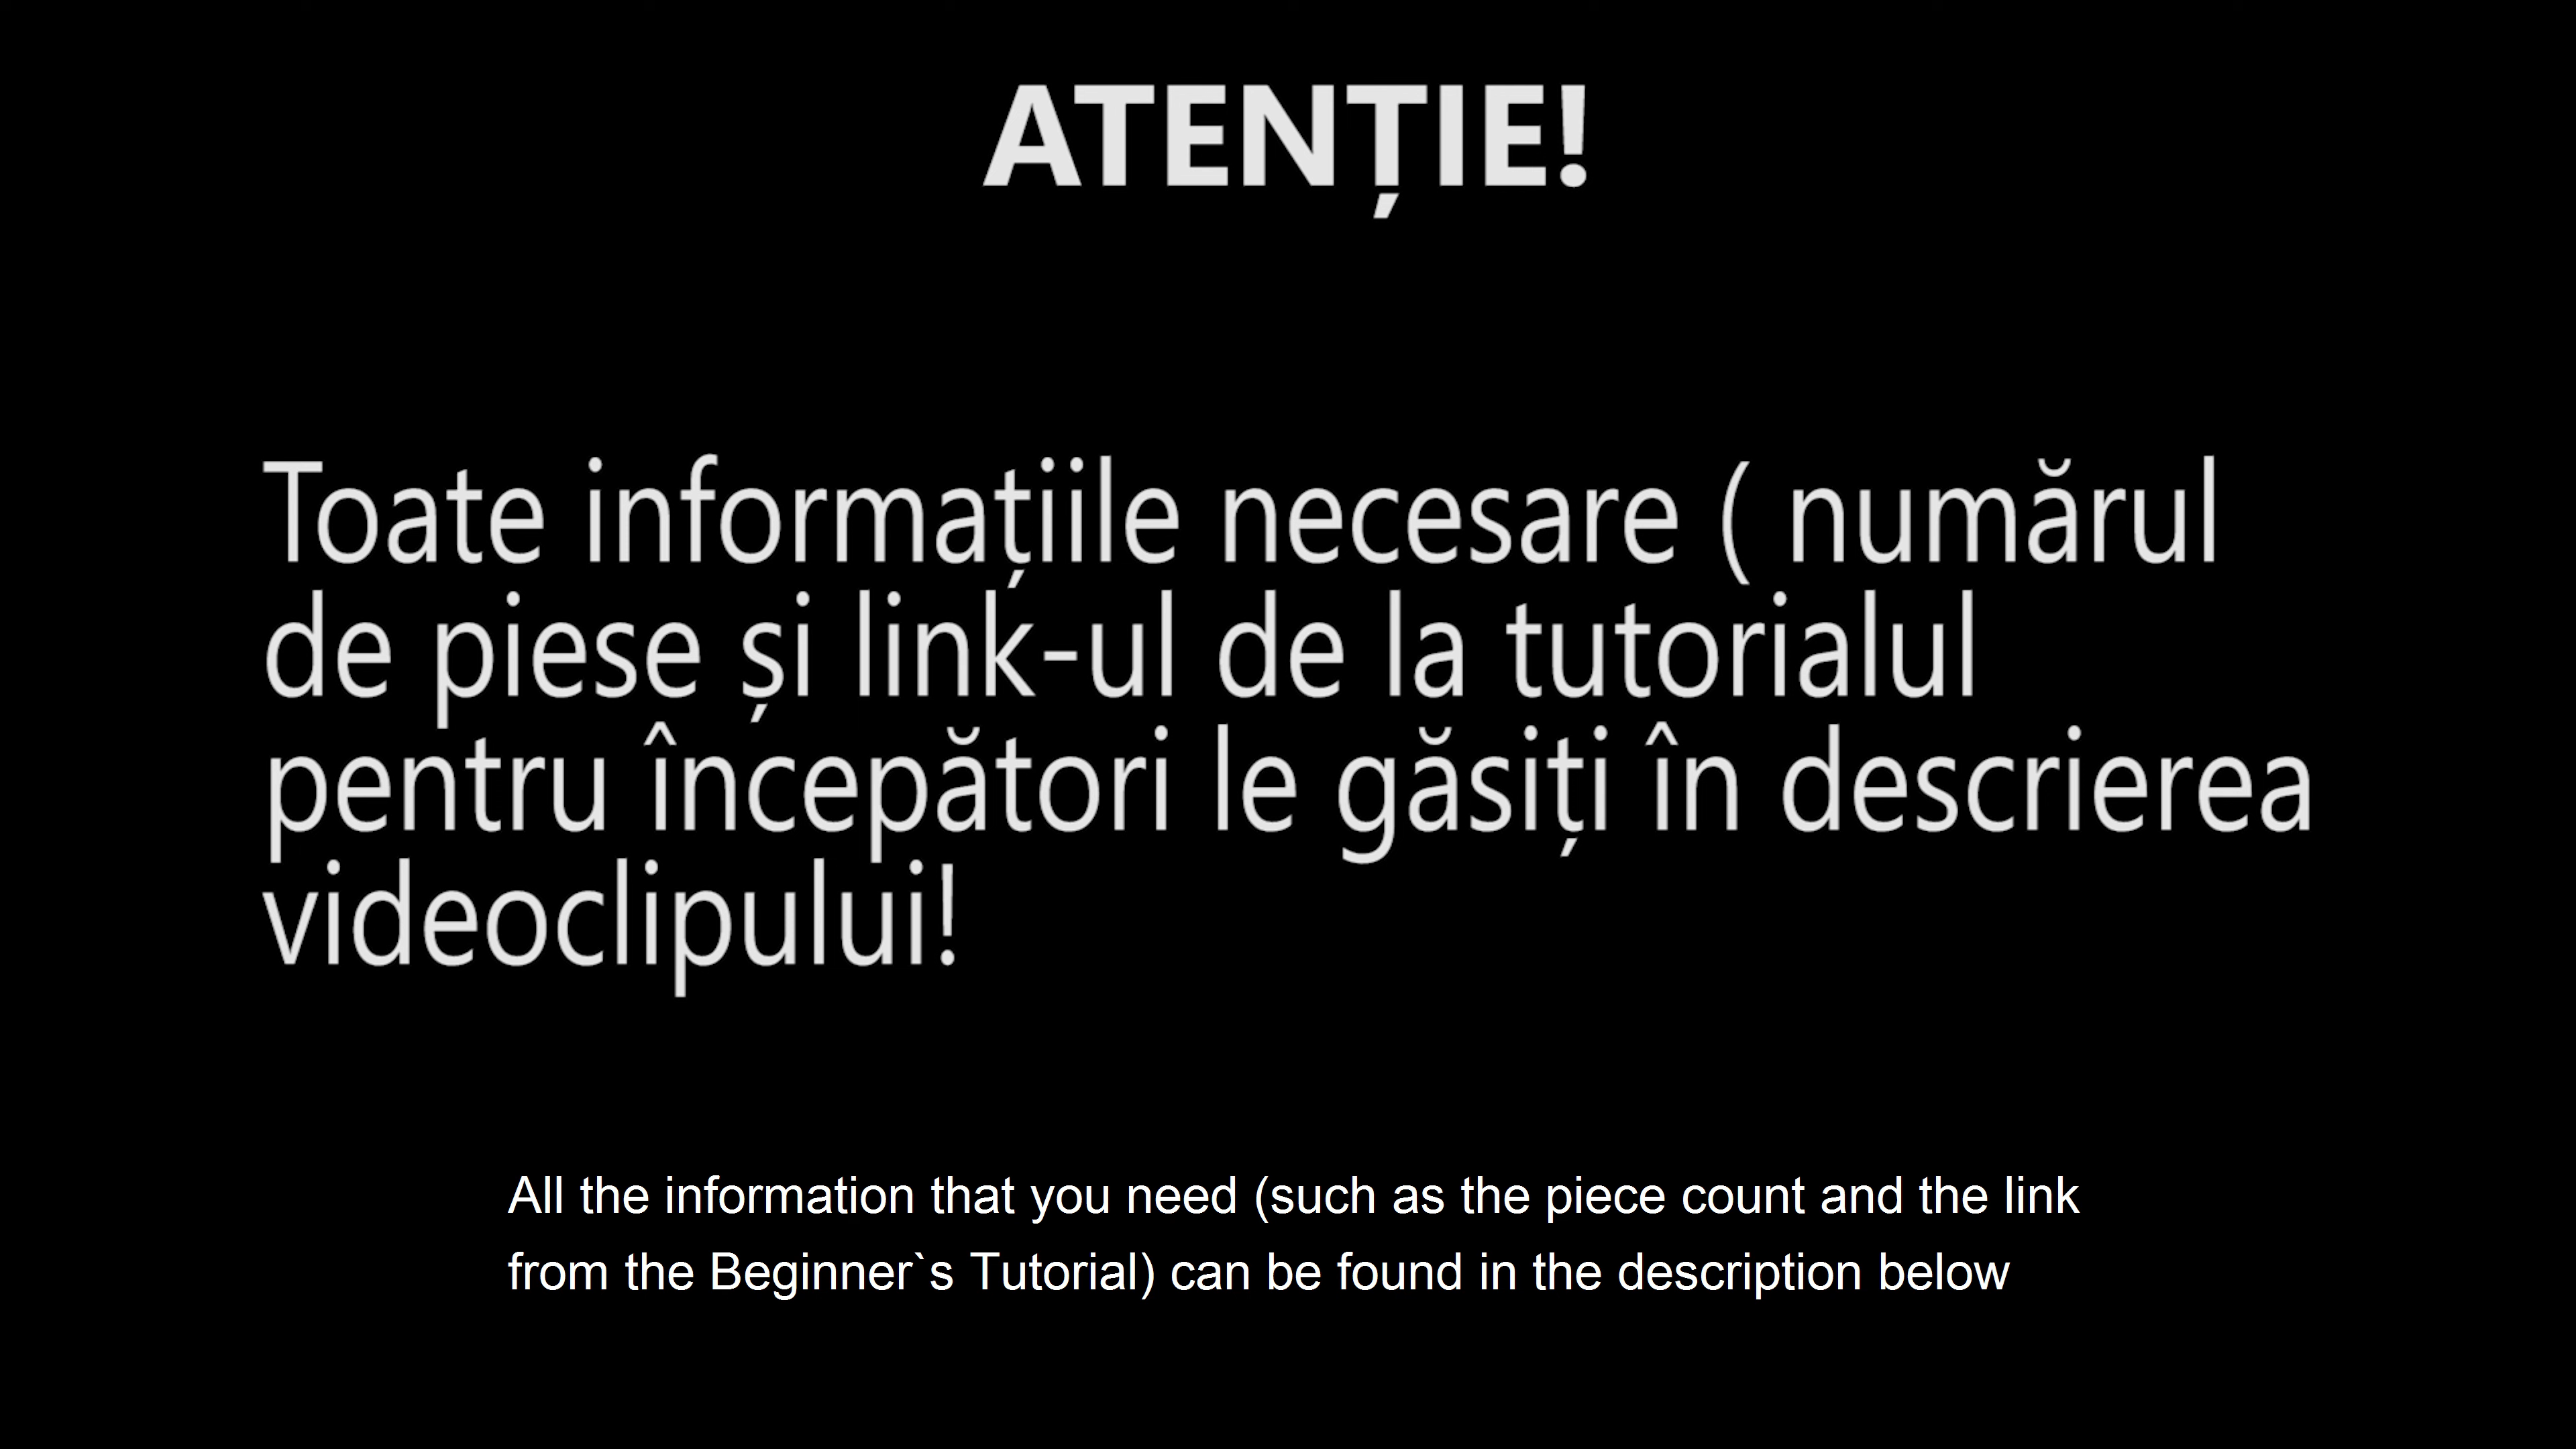 ATENȚIE!
Toate informațiile necesare ( numărul
de piese și link-ul de la tutorialul
pentru începători le găsiți în descrierea
videoclipului!
All the information that you need (such as the piece count and the link
from the Beginner`s Tutorial) can be found in the description below